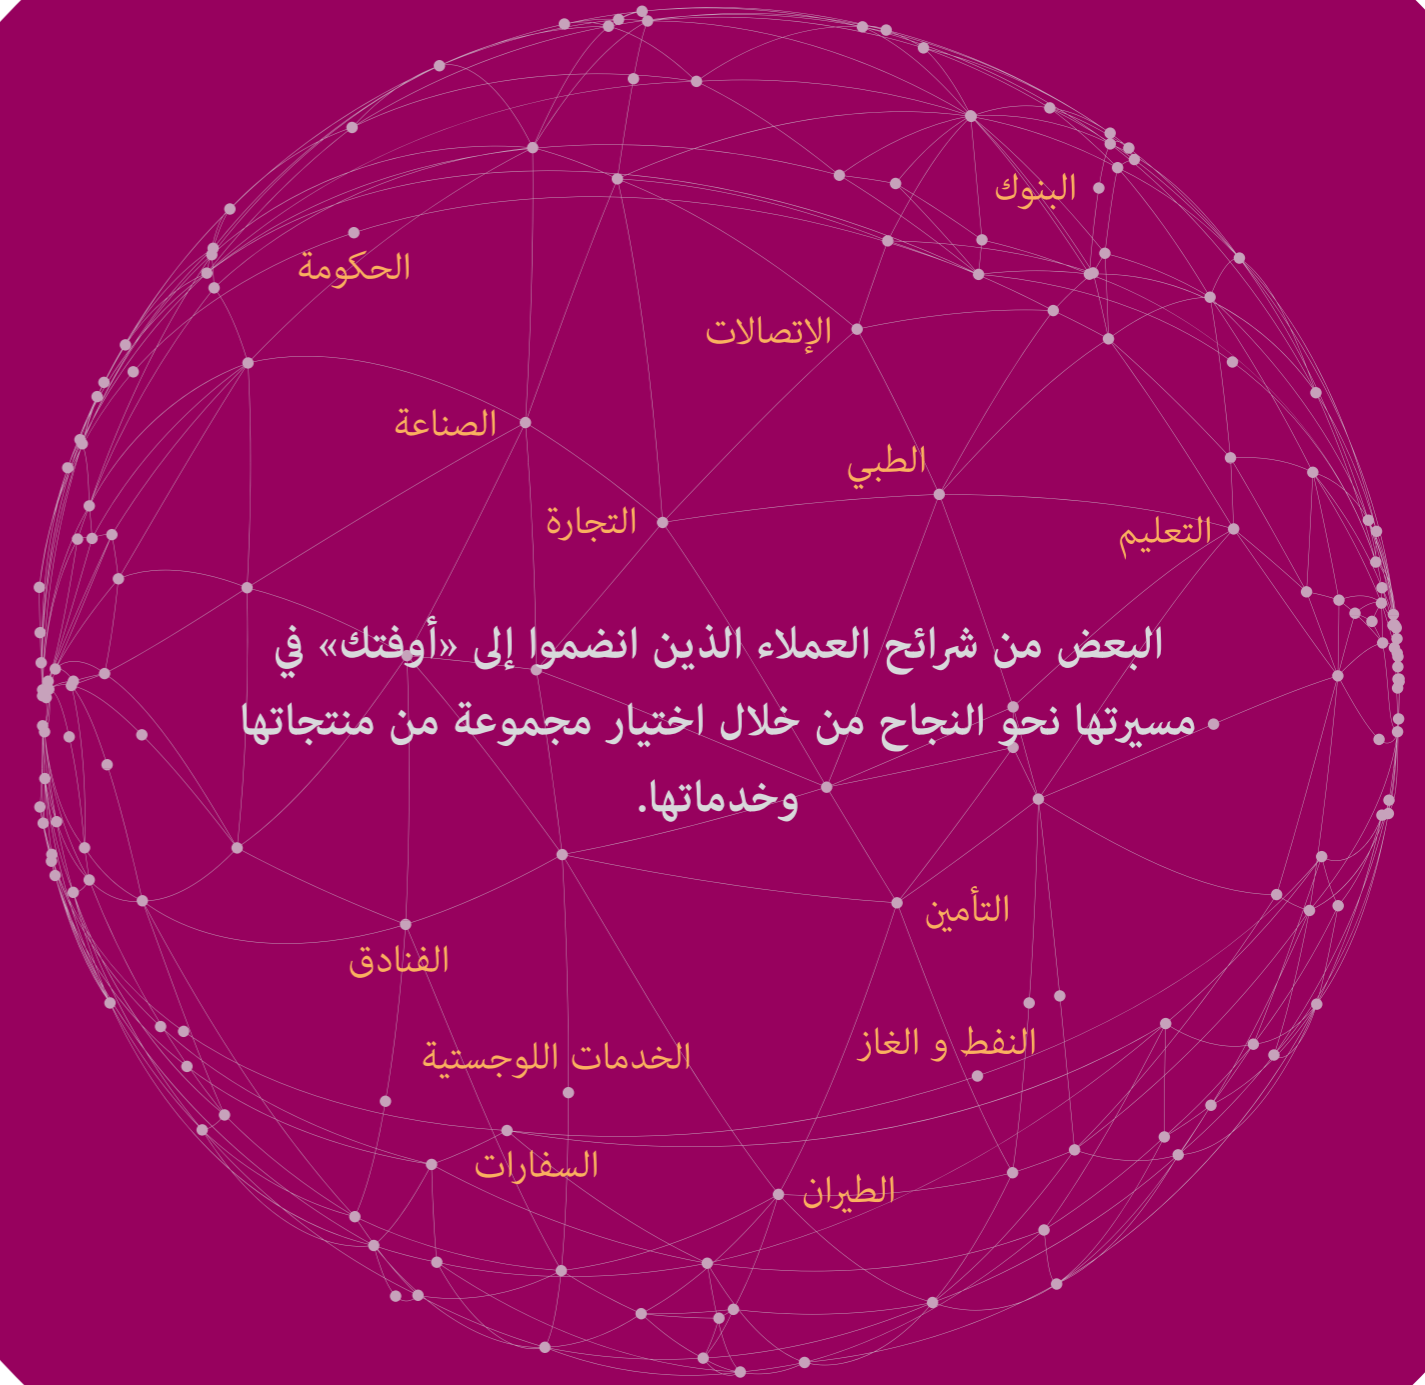 البنوك
الحكومة
الإتصالات
الصناعة
الطبي
التجارة
التعليم
البعض من شرائح العملاء الذين انضموا إلى «أوفتك» في
مسيرتها نحو النجاح من خلال اختيار مجموعة من منتجاتها
وخدماتها.
التأمين
الفنادق
النفط و الغاز
الخدمات اللوجستية
السفارات
الطيران